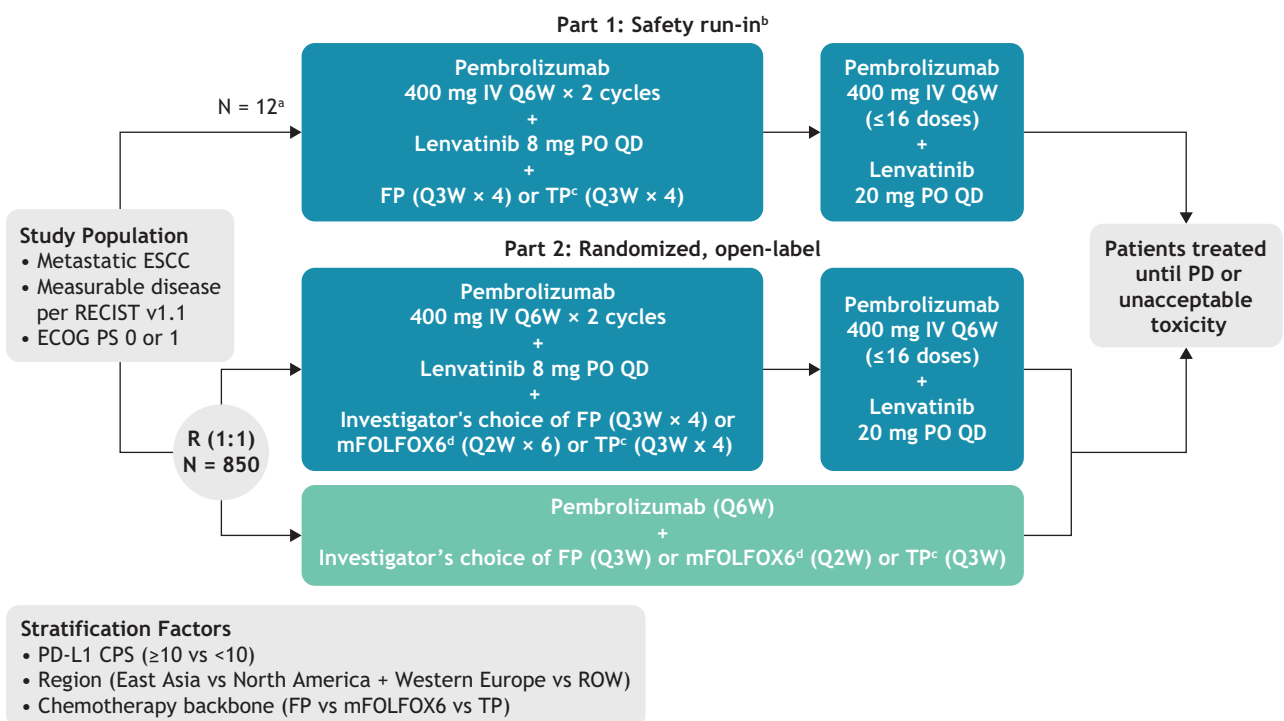 Part 1: Safety run-inᵇ
N = 12ᵃ
Pembrolizumab
400 mg IV Q6W × 2 cycles
+
Lenvatinib 8 mg PO QD
+
FP (Q3W × 4) or TPᶜ (Q3W × 4)
Pembrolizumab
400 mg IV Q6W
(≤16 doses)
+
Lenvatinib
20 mg PO QD
Study Population
• Metastatic ESCC
• Measurable disease
per RECIST v1.1
• ECOG PS 0 or 1
Part 2: Randomized, open-label
R (1:1)
N = 850
Pembrolizumab
400 mg IV Q6W × 2 cycles
+
Lenvatinib 8 mg PO QD
+
Investigator's choice of FP (Q3W × 4) or
mFOLFOX6ᵈ (Q2W × 6) or TPᶜ (Q3W x 4)
Pembrolizumab
400 mg IV Q6W
(≤16 doses)
+
Lenvatinib
20 mg PO QD
Pembrolizumab (Q6W)
+
Investigator’s choice of FP (Q3W) or mFOLFOX6ᵈ (Q2W) or TPᶜ (Q3W)
Patients treated
until PD or
unacceptable
toxicity
Stratification Factors
• PD-L1 CPS (≥10 vs <10)
• Region (East Asia vs North America + Western Europe vs ROW)
• Chemotherapy backbone (FP vs mFOLFOX6 vs TP)